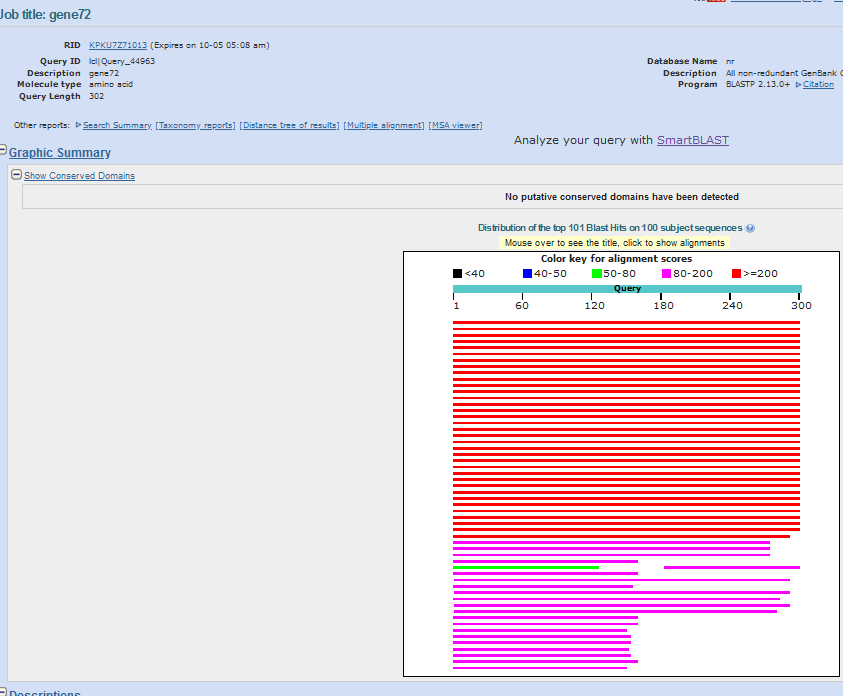 Job title: gene72
RID KPKU7Z71013 (Expires on 10-05 05:08 am)
Query ID lcl|Query_44963
Description gene72
Molecule type amino acid
Query Length 302
Database Name nr
Description All non-redundant GenBank
Program BLASTP 2.13.0+ Citation
Other reports: Search Summary [Taxonomy reports] [Distance tree of results] [Multiple alignment] [MSA viewer]
Analyze your query with SmartBLAST
Graphic Summary
Show Conserved Domains
No putative conserved domains have been detected
Distribution of the top 101 Blast Hits on 100 subject sequences
Mouse over to see the title, click to show alignments
Color key for alignment scores
<40 40-50 50-80 80-200 >=200
Query
1 60 120 180 240 300
Descriptions